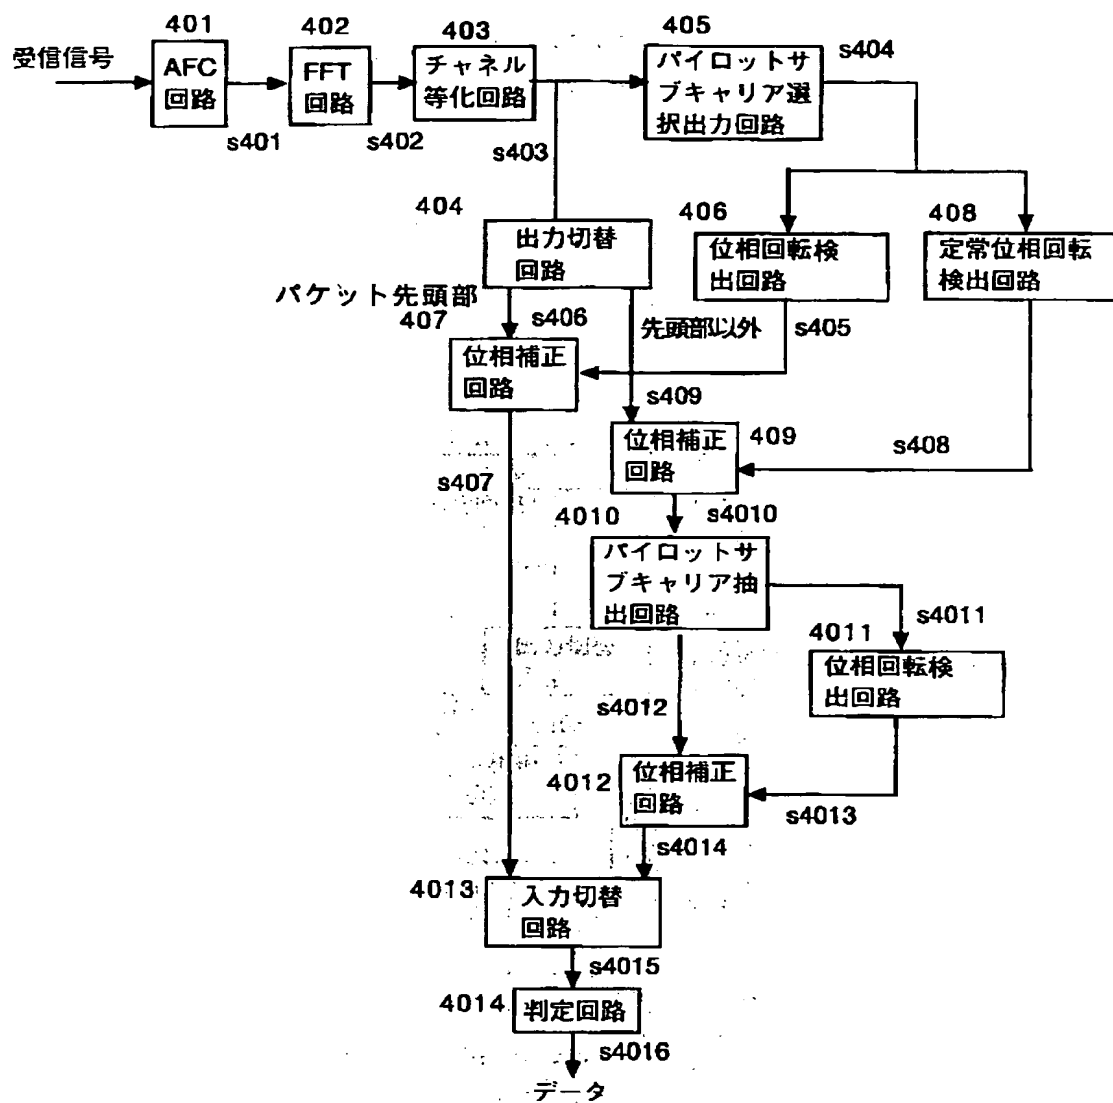 401
402
403
405
s404
受信信号
AFC
回路
FFT
回路
チャネル
等化回路
パイロットサ
ブキャリア選
択出力回路
s401
s402
s403
404
406
408
出力切替
回路
位相回転検
出回路
定常位相回転
検出回路
パケット先頭部
407
s406
先頭部以外
s405
位相補正
回路
s409
409
s408
位相補正
回路
s407
4010
s4010
パイロットサ
ブキャリア抽
出回路
s4011
4011
位相回転検
出回路
s4012
4012
位相補正
回路
s4013
s4014
4013
入力切替
回路
s4015
4014
判定回路
s4016
データ